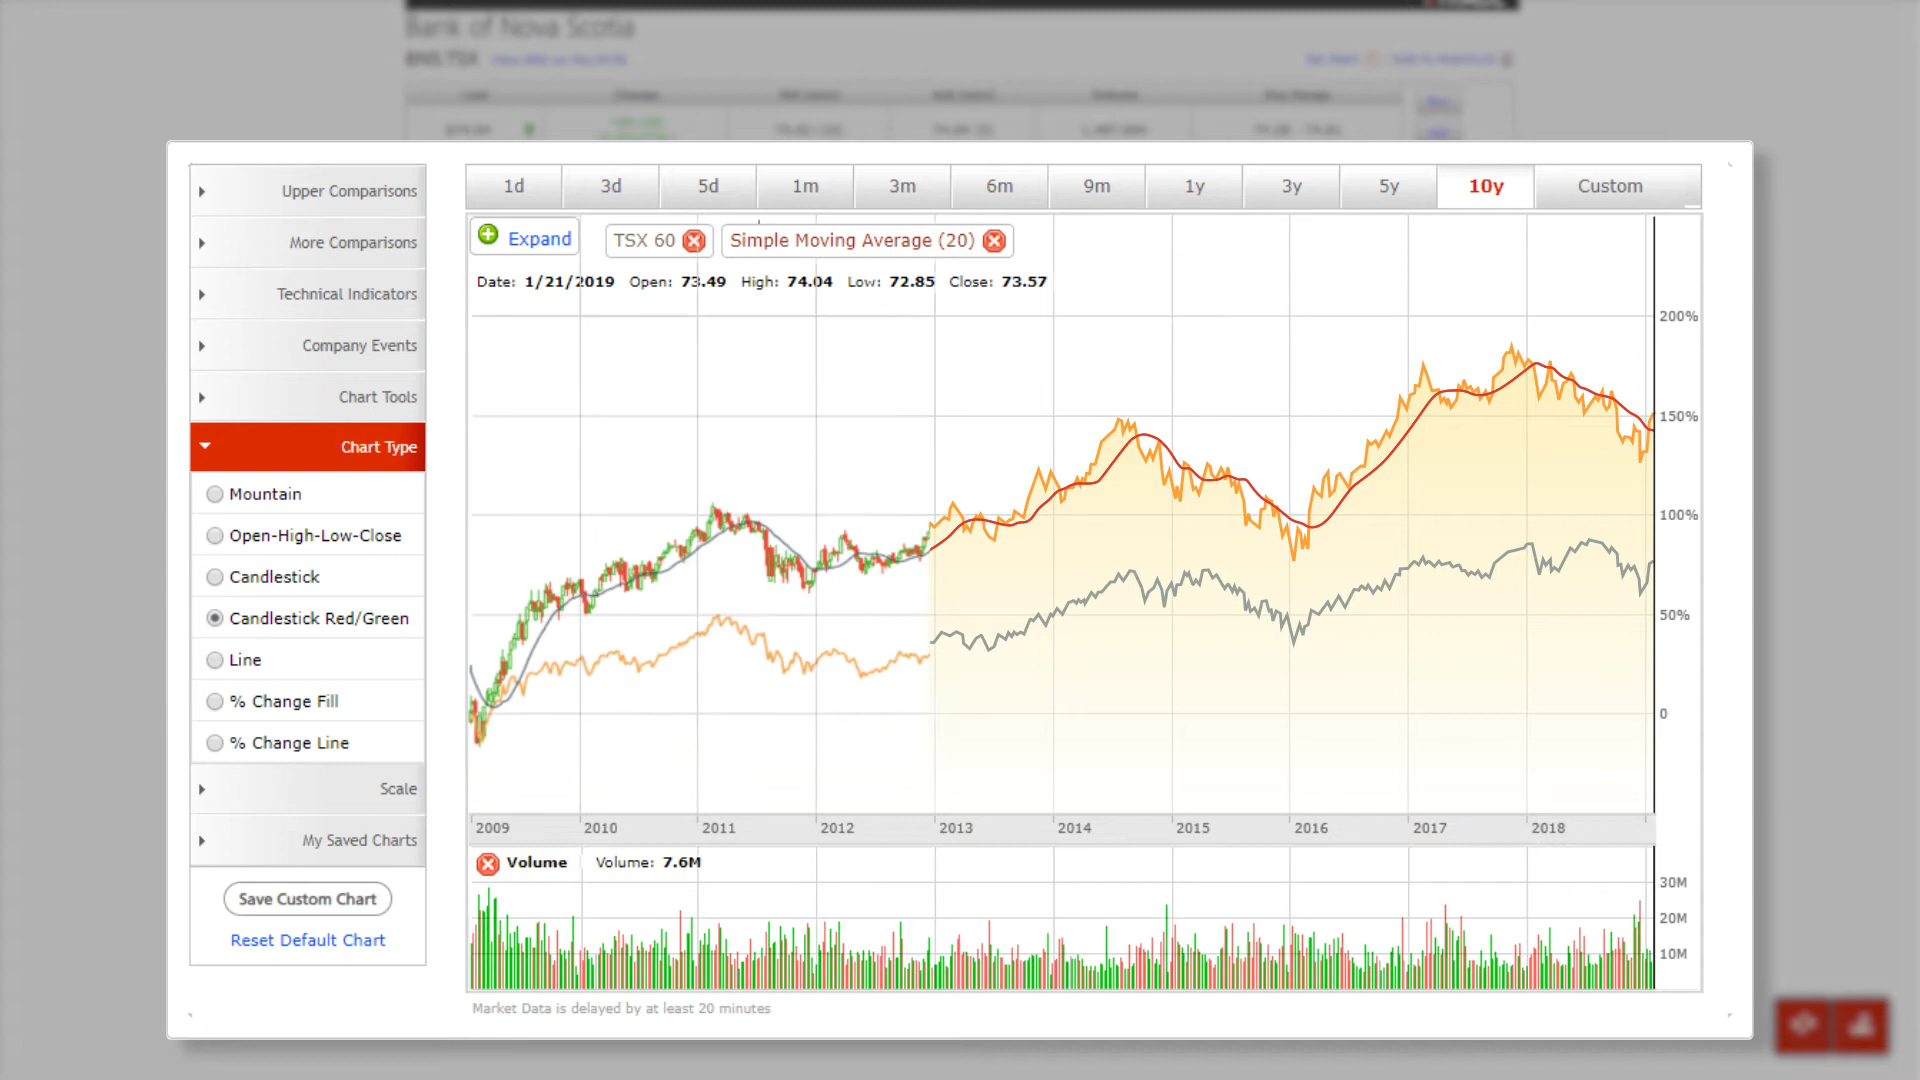 Bank of Nova Scotia
Upper Comparisons
More Comparisons
Technical Indicators
Company Events
Chart Tools
Chart Type
Mountain
Open-High-Low-Close
Candlestick
Candlestick Red/Green
Line
% Change Fill
% Change Line
Scale
My Saved Charts
Save Custom Chart
Reset Default Chart
1d 3d 5d 1m 3m 6m 9m 1y 3y 5y 10y Custom
Expand TSX 60 Simple Moving Average (20)
Date: 1/21/2019 Open: 73.49 High: 74.04 Low: 72.85 Close: 73.57
200%
150%
100%
50%
0
2009 2010 2011 2012 2013 2014 2015 2016 2017 2018
Volume Volume: 7.6M
30M
20M
10M
Market Data is delayed by at least 20 minutes